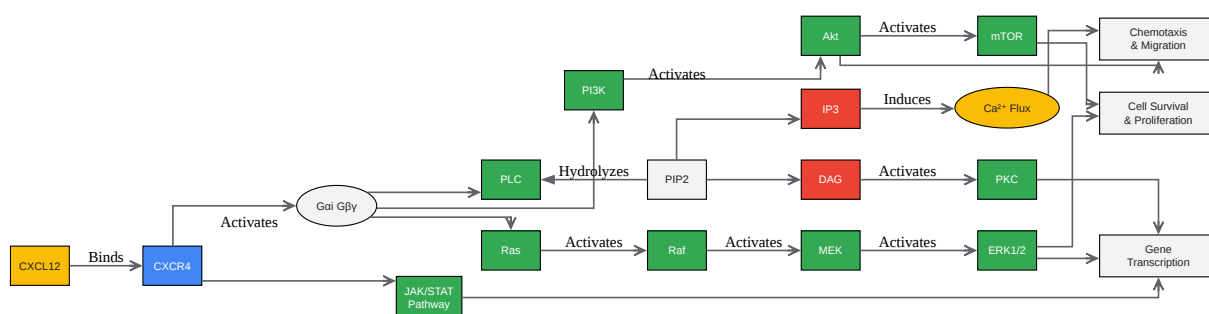 Akt
Activates
mTOR
Chemotaxis
& Migration
PI3K
Activates
IP3
Induces
Ca²⁺ Flux
Cell Survival
& Proliferation
PLC
Hydrolyzes
PIP2
DAG
Activates
PKC
Gαi Gβγ
Activates
Ras
Activates
Raf
Activates
MEK
Activates
ERK1/2
Gene
Transcription
CXCL12
Binds
CXCR4
JAK/STAT
Pathway